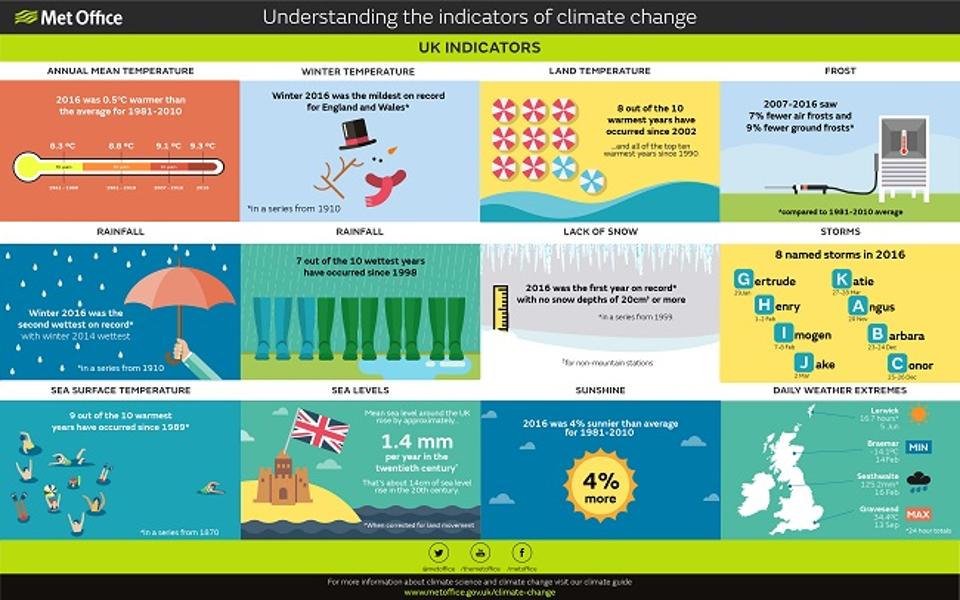 Met Office
Understanding the indicators of climate change
UK INDICATORS
ANNUAL MEAN TEMPERATURE
2016 was 0.5°C warmer than
the average for 1981-2010
8.3 ºC 8.8 ºC 9.1 ºC 9.3 ºC
1981-2010 2007-2016 2016
WINTER TEMPERATURE
Winter 2016 was the mildest on record
for England and Wales*
*in a series from 1910
LAND TEMPERATURE
8 out of the 10
warmest years have
occurred since 2002
...and all of the top ten
warmest years since 1990.
FROST
2007-2016 saw
7% fewer air frosts and
9% fewer ground frosts*
*compared to 1981-2010 average
RAINFALL
Winter 2016 was the
second wettest on record*
with winter 2014 wettest
*in a series from 1910
RAINFALL
7 out of the 10 wettest years
have occurred since 1998
LACK OF SNOW
2016 was the first year on record*
with no snow depths of 20cm† or more
*in a series from 1959.
†for non-mountain stations
STORMS
8 named storms in 2016
Gertrude
29 Jan
Henry
1-2 Feb
Imogen
7-8 Feb
Jake
2 Mar
Katie
27-28 Mar
Angus
20 Nov
Barbara
23-24 Dec
Conor
25-26 Dec
SEA SURFACE TEMPERATURE
9 out of the 10 warmest
years have occurred since 1989*
*in a series from 1870
SEA LEVELS
Mean sea level around the UK
rise by approximately...
1.4 mm
per year in the
twentieth century*
That's about 14cm of sea level
rise in the 20th century.
*When corrected for land movement
SUNSHINE
2016 was 4% sunnier than average
for 1981-2010
4%
more
DAILY WEATHER EXTREMES
Lerwick
16.7 hours*
5 Jun
Braemar
-14.1ºC
14 Feb
MIN
Seathwaite
125.2mm*
16 Feb
Gravesend
34.4ºC
13 Sep
MAX
*24 hour totals
@metoffice /themetoffice /metoffice
For more information about climate science and climate change visit our climate guide
www.metoffice.gov.uk/climate-change